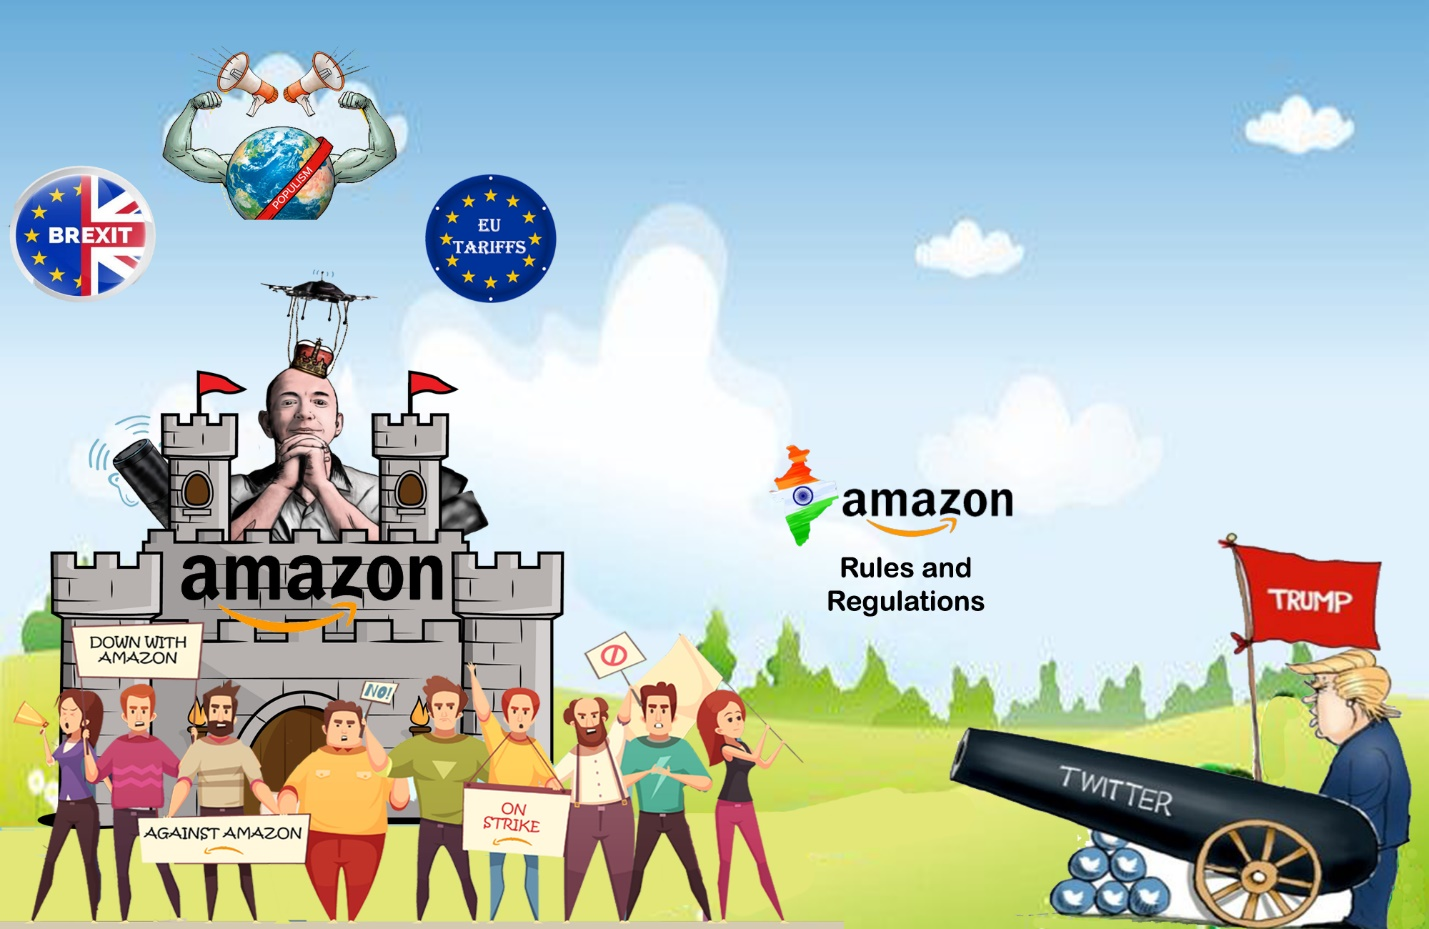 POPULISM
BREXIT
EU
TARIFFS
amazon
amazon
Rules and
Regulations
TRUMP
DOWN WITH
AMAZON
NO!
TWITTER
ON
STRIKE
AGAINST AMAZON